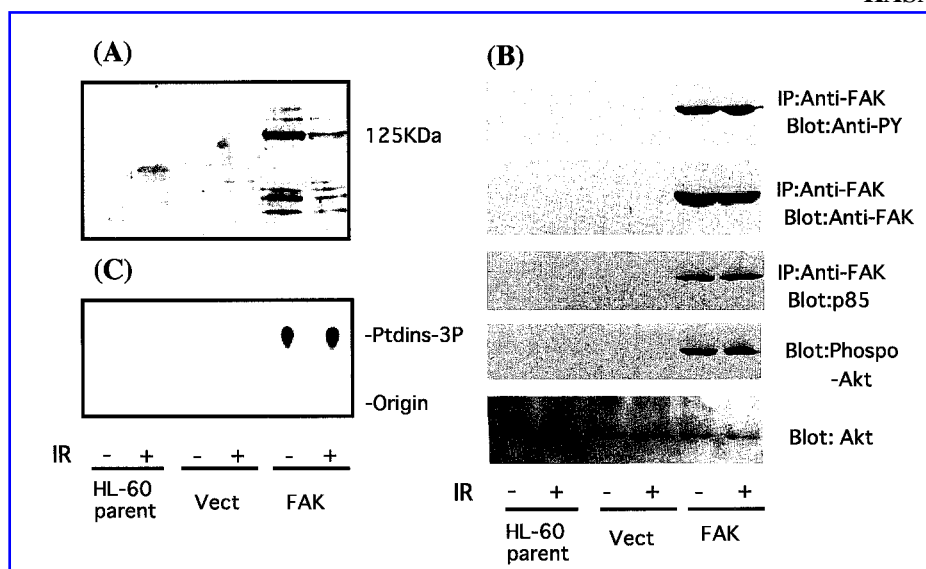 (A)
125KDa
(C)
-Ptdins-3P
-Origin
IR - + - + - +
HL-60
parent
Vect
FAK
(B)
IP:Anti-FAK
Blot:Anti-PY
IP:Anti-FAK
Blot:Anti-FAK
IP:Anti-FAK
Blot:p85
Blot:Phospo
-Akt
Blot: Akt
IR - + - + - +
HL-60
parent
Vect
FAK